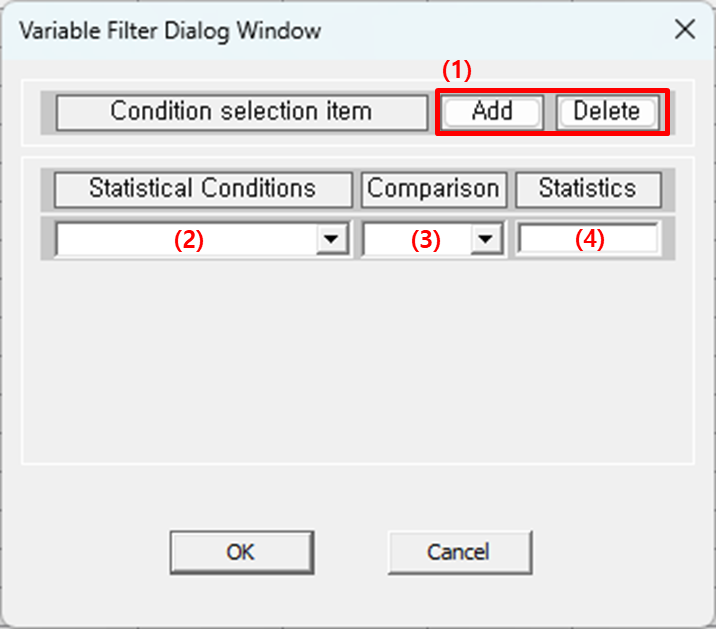 Variable Filter Dialog Window
(1)
Condition selection item Add Delete
Statistical Conditions Comparison Statistics
(2) (3) (4)
OK Cancel